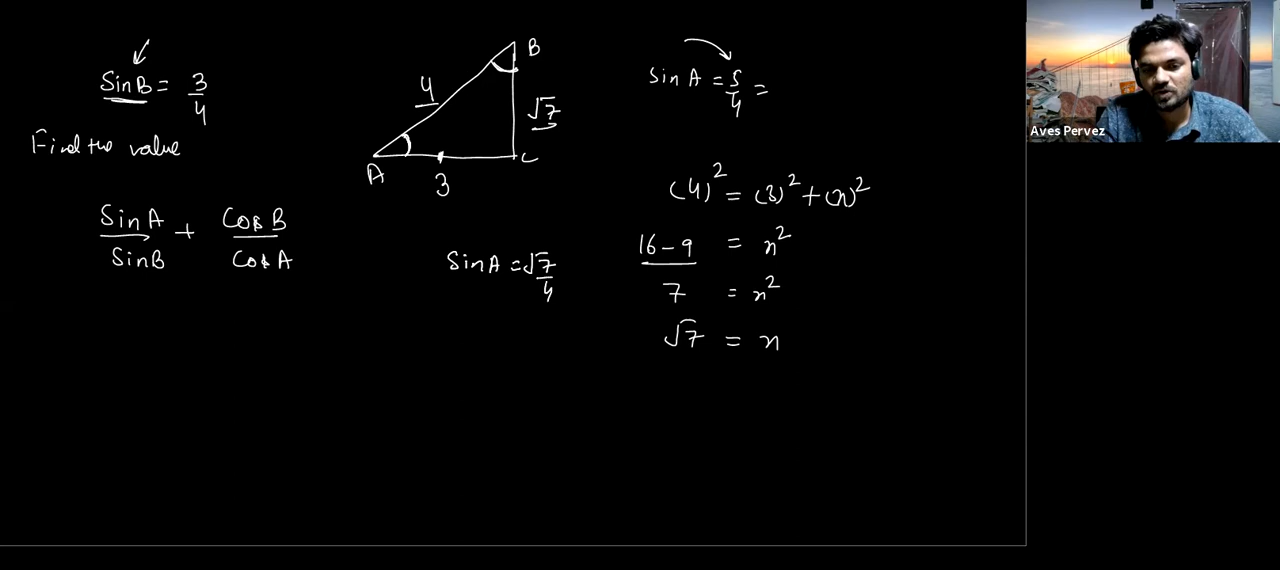 Sin B = 3/4
Find the value
Sin A / Sin B + Cos B / Cos A
B
4
√7
A
3
C
Sin A = √7/4
Sin A = 5/4 =
(4)² = (3)² + (x)²
16 - 9 = x²
7 = x²
√7 = x
Aves Pervez